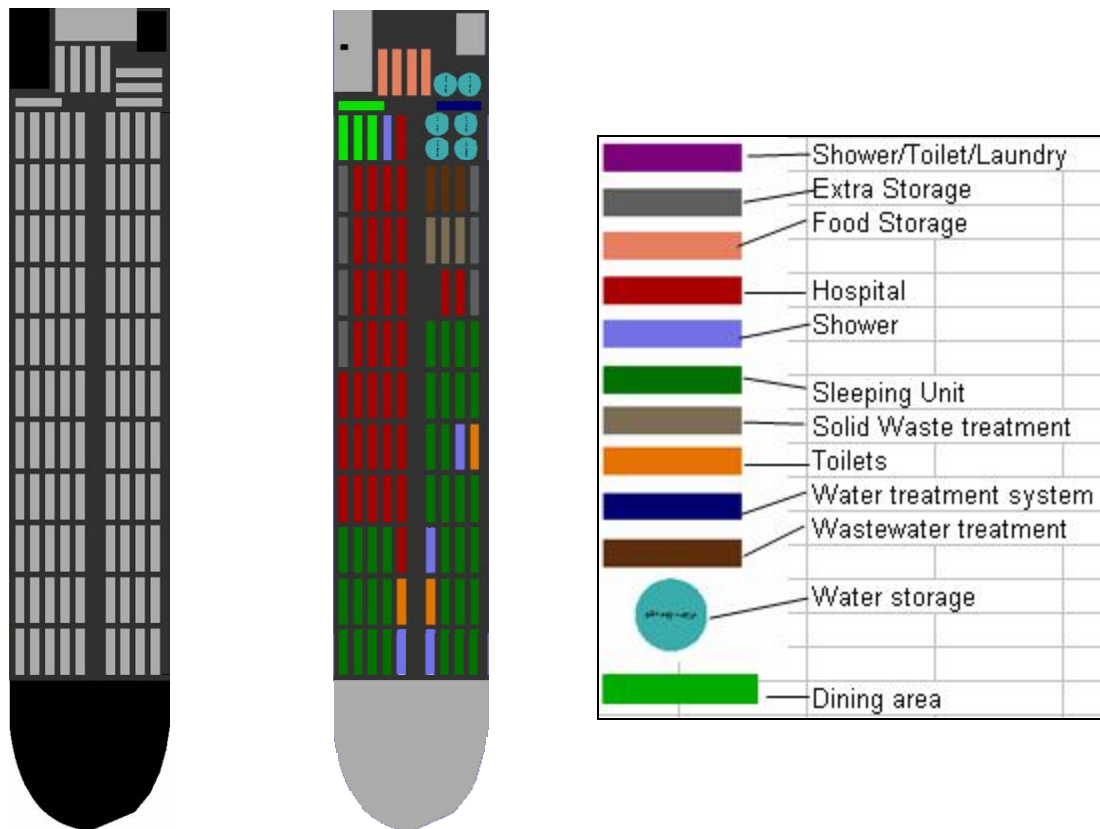 Shower/Toilet/Laundry
Extra Storage
Food Storage
Hospital
Shower
Sleeping Unit
Solid Waste treatment
Toilets
Water treatment system
Wastewater treatment
Water storage
Dining area